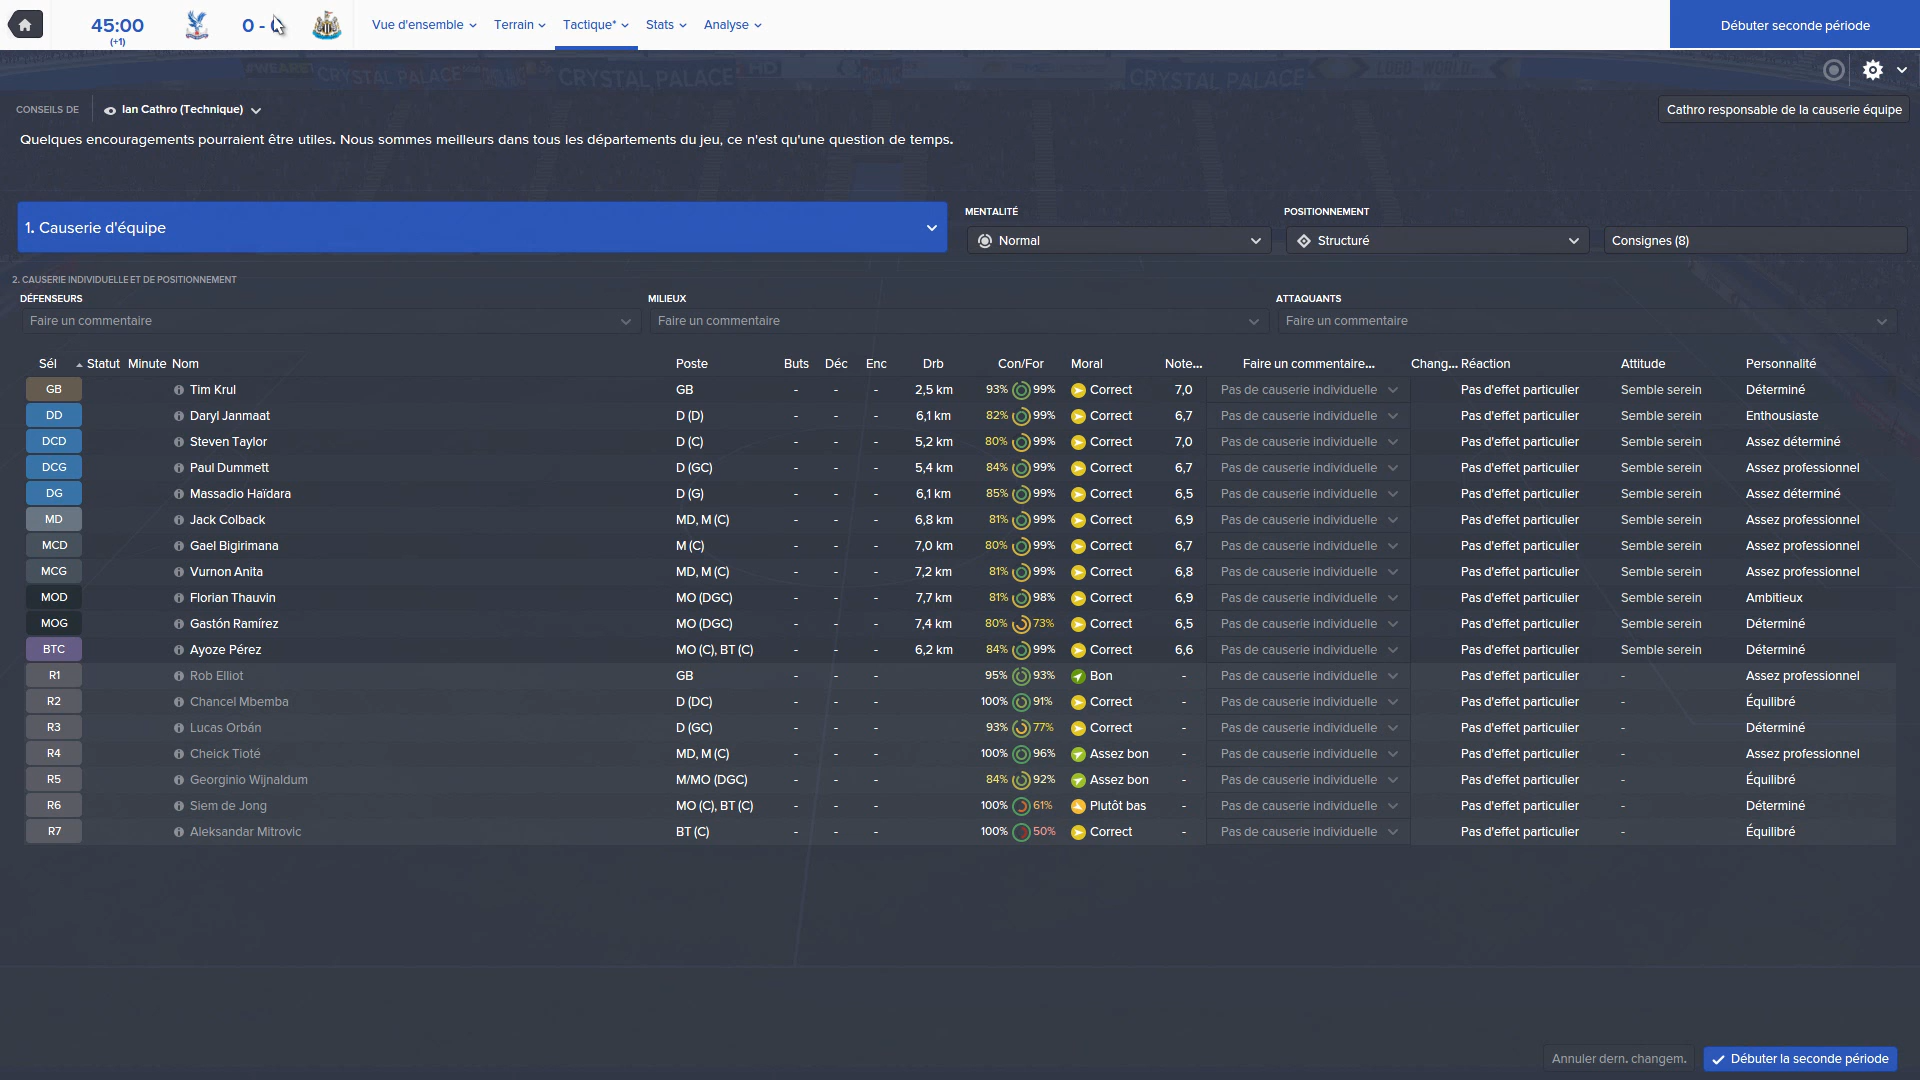 45:00
(+1)
0 -
Vue d'ensemble
Terrain
Tactique*
Stats
Analyse
Débuter seconde période
CRYSTAL PALACE
CRYSTAL PALACE
CRYSTAL PALACE
CONSEILS DE
Ian Cathro (Technique)
Cathro responsable de la causerie équipe
Quelques encouragements pourraient être utiles. Nous sommes meilleurs dans tous les départements du jeu, ce n'est qu'une question de temps.
1. Causerie d'équipe
MENTALITÉ
Normal
POSITIONNEMENT
Structuré
Consignes (8)
2. CAUSERIE INDIVIDUELLE ET DE POSITIONNEMENT
DÉFENSEURS
MILIEUX
ATTAQUANTS
Faire un commentaire
Faire un commentaire
Faire un commentaire
Sél Statut Minute Nom Poste Buts Déc Enc Drb Con/For Moral Note... Faire un commentaire... Chang... Réaction Attitude Personnalité
GB Tim Krul GB - - - 2,5 km 93% 99% Correct 7,0 Pas de causerie individuelle Pas d'effet particulier Semble serein Déterminé
DD Daryl Janmaat D (D) - - - 6,1 km 82% 99% Correct 6,7 Pas de causerie individuelle Pas d'effet particulier Semble serein Enthousiaste
DCD Steven Taylor D (C) - - - 5,2 km 80% 99% Correct 7,0 Pas de causerie individuelle Pas d'effet particulier Semble serein Assez déterminé
DCG Paul Dummett D (GC) - - - 5,4 km 84% 99% Correct 6,7 Pas de causerie individuelle Pas d'effet particulier Semble serein Assez professionnel
DG Massadio Haïdara D (G) - - - 6,1 km 85% 99% Correct 6,5 Pas de causerie individuelle Pas d'effet particulier Semble serein Assez déterminé
MD Jack Colback MD, M (C) - - - 6,8 km 81% 99% Correct 6,9 Pas de causerie individuelle Pas d'effet particulier Semble serein Assez professionnel
MCD Gael Bigirimana M (C) - - - 7,0 km 80% 99% Correct 6,7 Pas de causerie individuelle Pas d'effet particulier Semble serein Assez professionnel
MCG Vurnon Anita MD, M (C) - - - 7,2 km 81% 99% Correct 6,8 Pas de causerie individuelle Pas d'effet particulier Semble serein Assez professionnel
MOD Florian Thauvin MO (DGC) - - - 7,7 km 81% 98% Correct 6,9 Pas de causerie individuelle Pas d'effet particulier Semble serein Ambitieux
MOG Gastón Ramírez MO (DGC) - - - 7,4 km 80% 73% Correct 6,5 Pas de causerie individuelle Pas d'effet particulier Semble serein Déterminé
BTC Ayoze Pérez MO (C), BT (C) - - - 6,2 km 84% 99% Correct 6,6 Pas de causerie individuelle Pas d'effet particulier Semble serein Déterminé
R1 Rob Elliot GB - - - 95% 93% Bon - Pas de causerie individuelle Pas d'effet particulier - Assez professionnel
R2 Chancel Mbemba D (DC) - - - 100% 91% Correct - Pas de causerie individuelle Pas d'effet particulier - Équilibré
R3 Lucas Orbán D (GC) - - - 93% 77% Correct - Pas de causerie individuelle Pas d'effet particulier - Déterminé
R4 Cheick Tioté MD, M (C) - - - 100% 96% Assez bon - Pas de causerie individuelle Pas d'effet particulier - Assez professionnel
R5 Georginio Wijnaldum M/MO (DGC) - - - 84% 92% Assez bon - Pas de causerie individuelle Pas d'effet particulier - Équilibré
R6 Siem de Jong MO (C), BT (C) - - - 100% 61% Plutôt bas - Pas de causerie individuelle Pas d'effet particulier - Déterminé
R7 Aleksandar Mitrovic BT (C) - - - 100% 50% Correct - Pas de causerie individuelle Pas d'effet particulier - Équilibré
Annuler dern. changem.
Débuter la seconde période